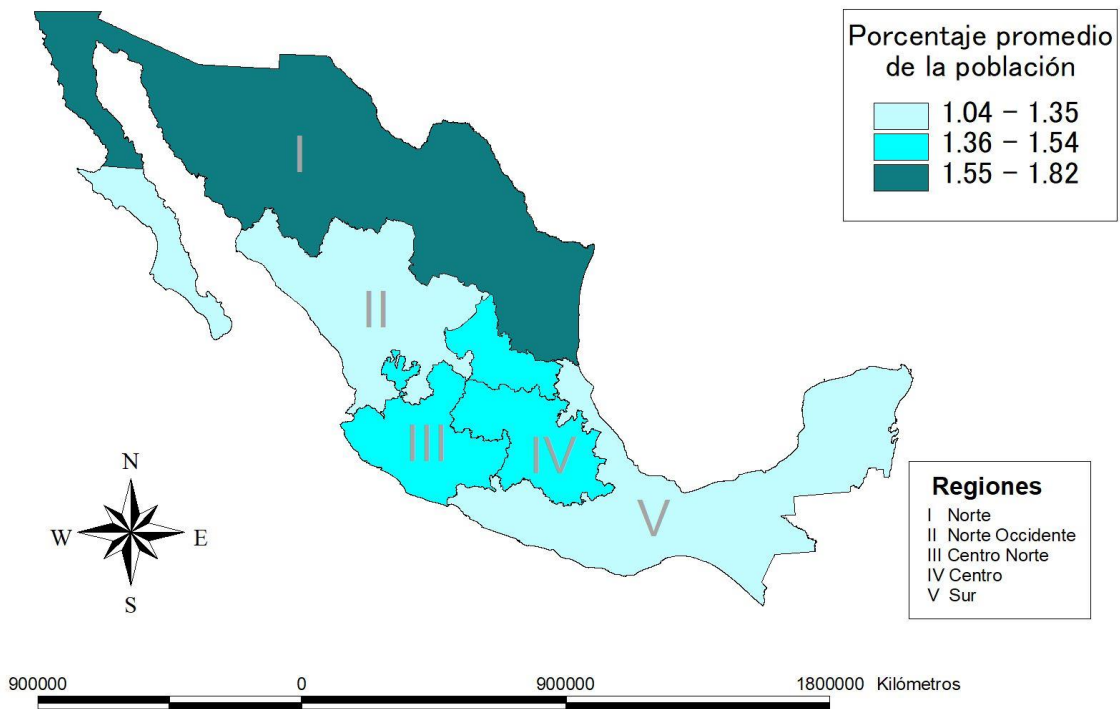 Porcentaje promedio
de la población
1.04 – 1.35
1.36 – 1.54
1.55 – 1.82
I
II
III
IV
V
N
W
E
S
Regiones
I Norte
II Norte Occidente
III Centro Norte
IV Centro
V Sur
900000 0 900000 1800000 Kilómetros